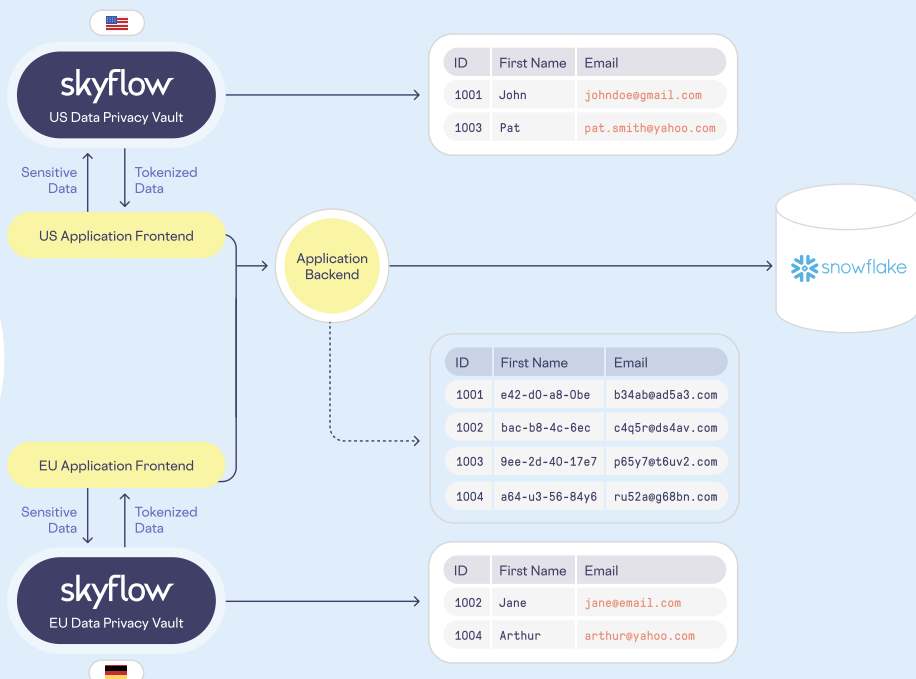 skyflow
US Data Privacy Vault
Sensitive
Data
Tokenized
Data
US Application Frontend
ID First Name Email
1001 John johndoe@gmail.com
1003 Pat pat.smith@yahoo.com
Application
Backend
snowflake
ID First Name Email
1001 e42-d0-a8-0be b34ab@ad5a3.com
1002 bac-b8-4c-6ec c4q5r@ds4av.com
1003 9ee-2d-40-17e7 p65y7@t6uv2.com
1004 a64-u3-56-84y6 ru52a@g68bn.com
EU Application Frontend
Sensitive
Data
Tokenized
Data
skyflow
EU Data Privacy Vault
ID First Name Email
1002 Jane jane@email.com
1004 Arthur arthur@yahoo.com